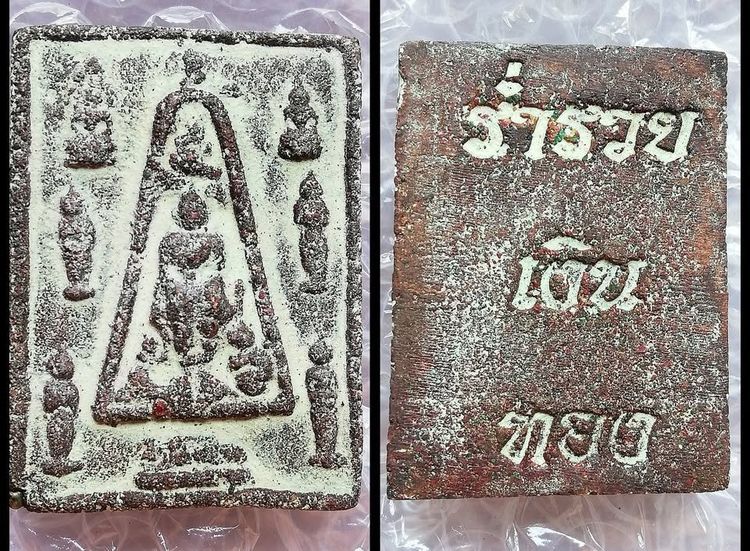 ร่ำรวย
เงิน
ทอง